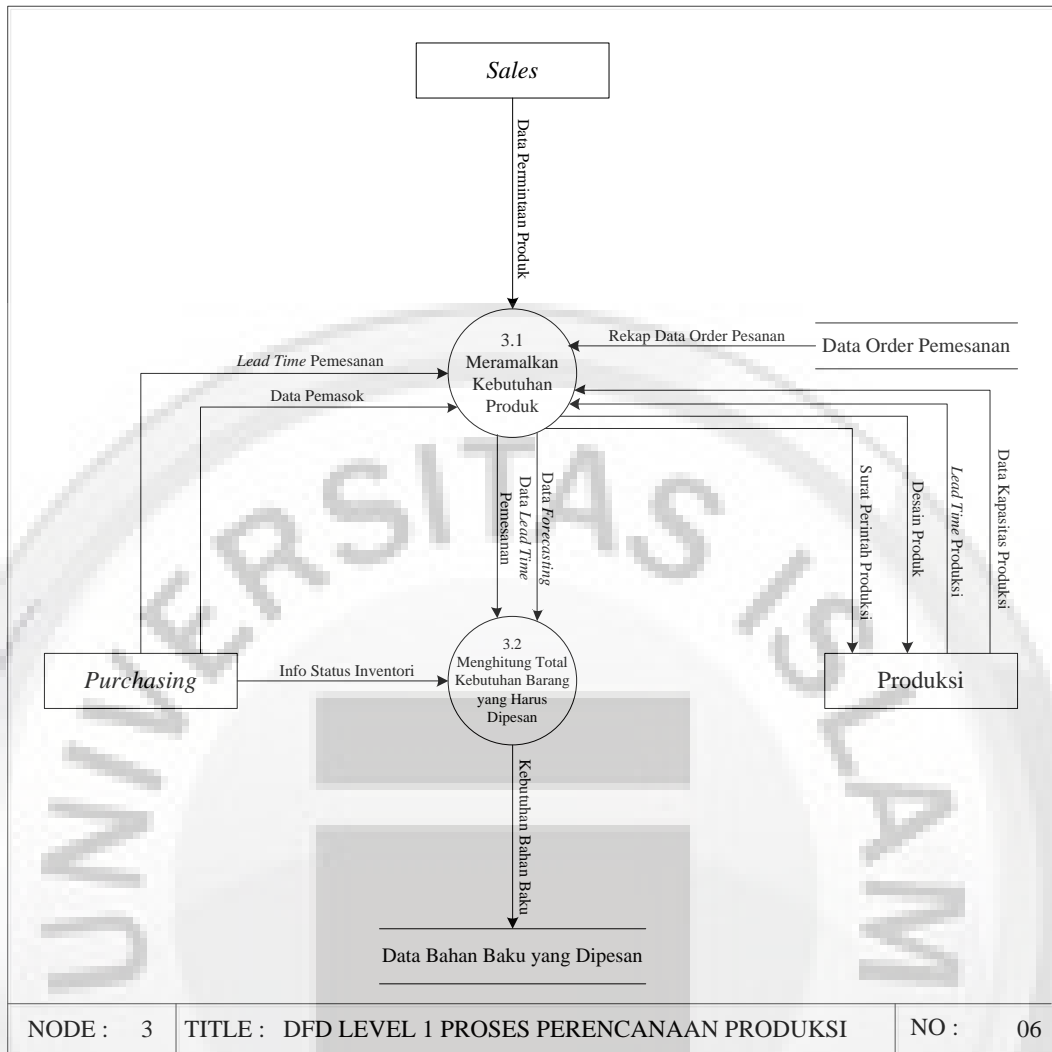 Sales
Data Permintaan Produk
3.1
Meramalkan
Kebutuhan
Produk
Rekap Data Order Pesanan
Data Order Pemesanan
Lead Time Pemesanan
Data Pemasok
Data Lead Time
Pemesanan
Data Forecasting
Surat Perintah Produksi
Desain Produk
Lead Time Produksi
Data Kapasitas Produksi
Purchasing
Info Status Inventori
3.2
Menghitung Total
Kebutuhan Barang
yang Harus
Dipesan
Produksi
Kebutuhan Bahan Baku
Data Bahan Baku yang Dipesan
UNIVERSITAS ISLAM
NODE : 3 TITLE : DFD LEVEL 1 PROSES PERENCANAAN PRODUKSI NO : 06